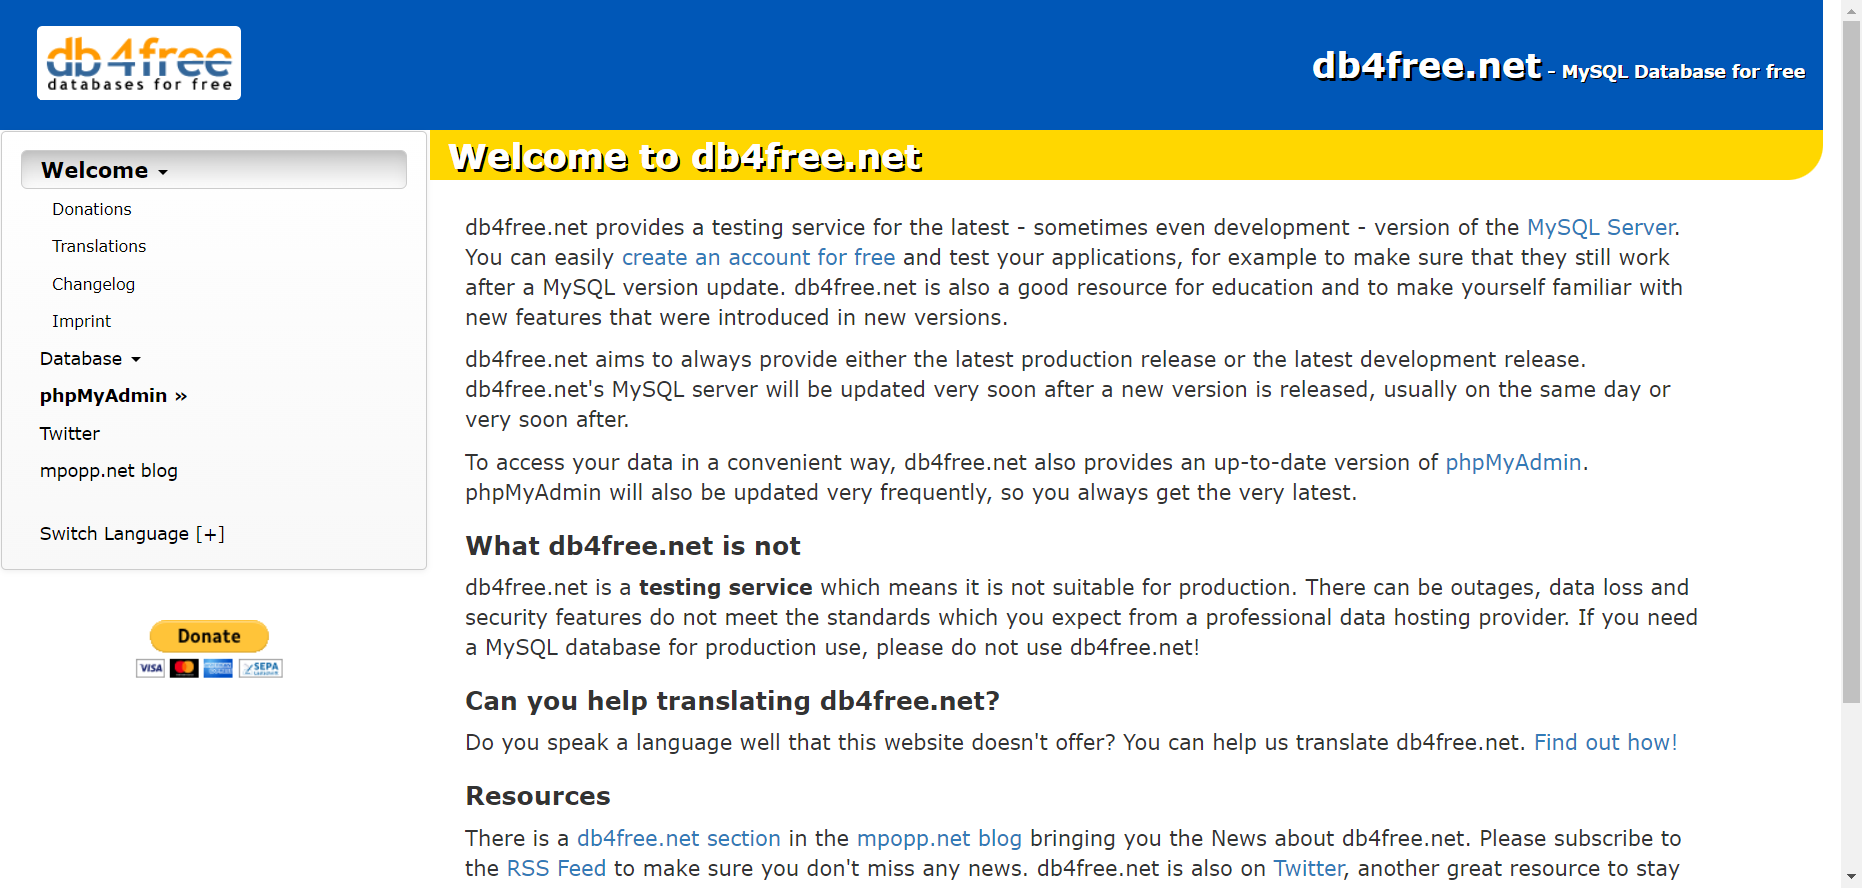 db4free
databases for free
db4free.net - MySQL Database for free
Welcome
Donations
Translations
Changelog
Imprint
Database
phpMyAdmin »
Twitter
mpopp.net blog
Switch Language [+]
Donate
VISA
SEPA
Welcome to db4free.net
db4free.net provides a testing service for the latest - sometimes even development - version of the MySQL Server.
You can easily create an account for free and test your applications, for example to make sure that they still work
after a MySQL version update. db4free.net is also a good resource for education and to make yourself familiar with
new features that were introduced in new versions.
db4free.net aims to always provide either the latest production release or the latest development release.
db4free.net's MySQL server will be updated very soon after a new version is released, usually on the same day or
very soon after.
To access your data in a convenient way, db4free.net also provides an up-to-date version of phpMyAdmin.
phpMyAdmin will also be updated very frequently, so you always get the very latest.
What db4free.net is not
db4free.net is a testing service which means it is not suitable for production. There can be outages, data loss and
security features do not meet the standards which you expect from a professional data hosting provider. If you need
a MySQL database for production use, please do not use db4free.net!
Can you help translating db4free.net?
Do you speak a language well that this website doesn't offer? You can help us translate db4free.net. Find out how!
Resources
There is a db4free.net section in the mpopp.net blog bringing you the News about db4free.net. Please subscribe to
the RSS Feed to make sure you don't miss any news. db4free.net is also on Twitter, another great resource to stay